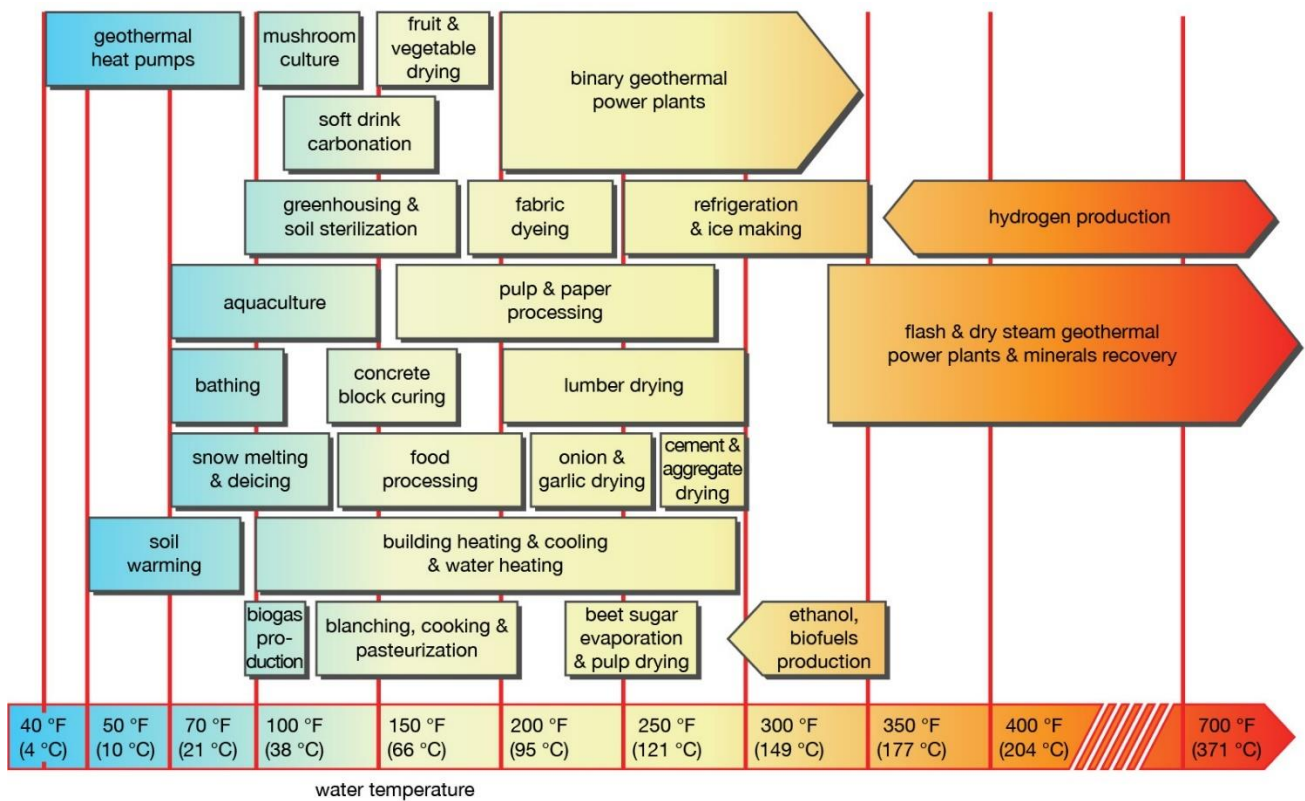 geothermal
heat pumps
mushroom
culture
fruit &
vegetable
drying
binary geothermal
power plants
soft drink
carbonation
greenhousing &
soil sterilization
fabric
dyeing
refrigeration
& ice making
hydrogen production
aquaculture
pulp & paper
processing
flash & dry steam geothermal
power plants & minerals recovery
bathing
concrete
block curing
lumber drying
snow melting
& deicing
food
processing
onion &
garlic drying
cement &
aggregate
drying
soil
warming
building heating & cooling
& water heating
biogas
pro-
duction
blanching, cooking &
pasteurization
beet sugar
evaporation
& pulp drying
ethanol,
biofuels
production
40 °F
(4 °C)
50 °F
(10 °C)
70 °F
(21 °C)
100 °F
(38 °C)
150 °F
(66 °C)
200 °F
(95 °C)
250 °F
(121 °C)
300 °F
(149 °C)
350 °F
(177 °C)
400 °F
(204 °C)
700 °F
(371 °C)
water temperature